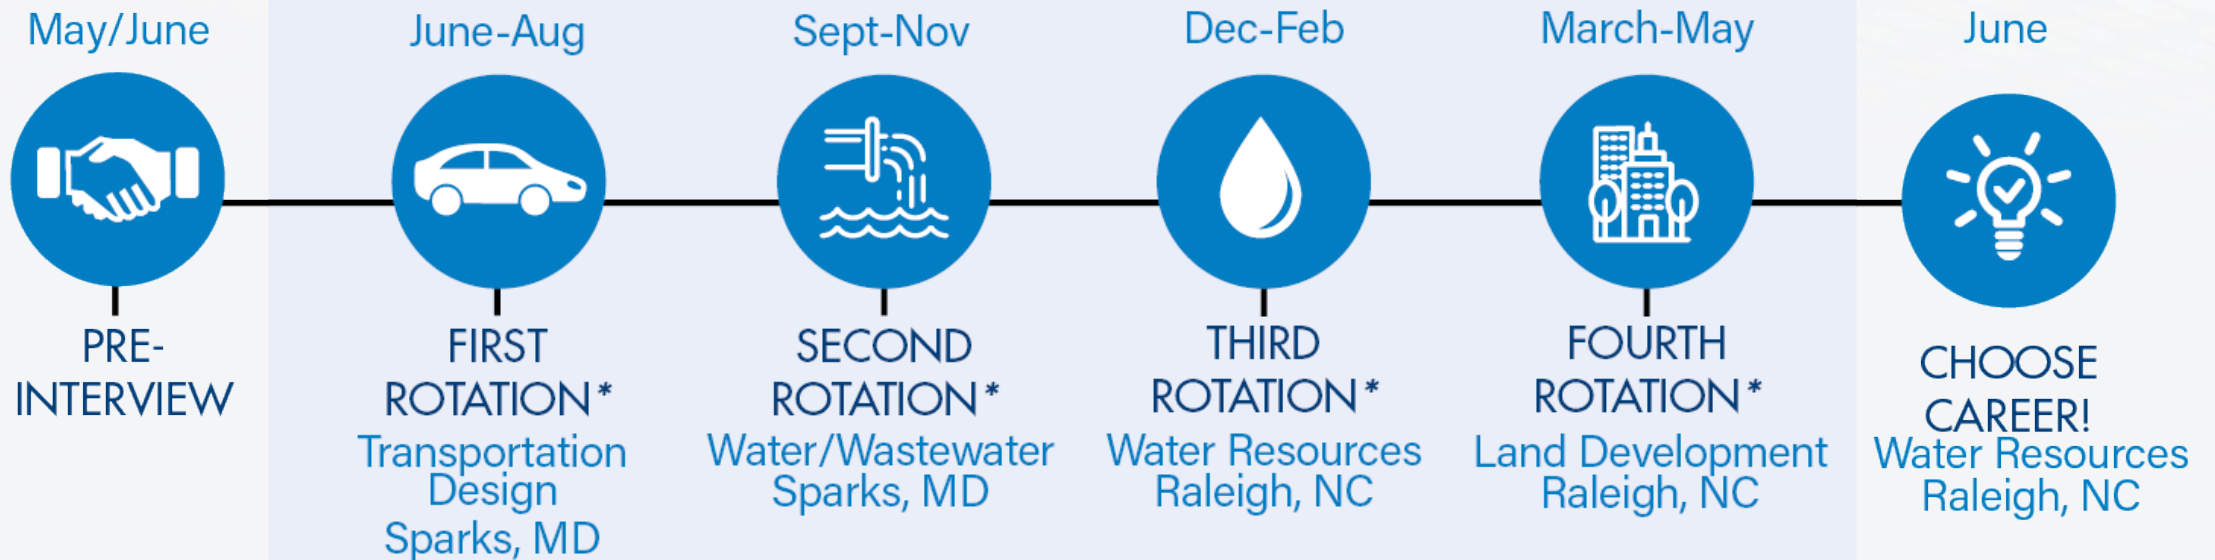 May/June
PRE-
INTERVIEW
June-Aug
FIRST
ROTATION*
Transportation
Design
Sparks, MD
Sept-Nov
SECOND
ROTATION*
Water/Wastewater
Sparks, MD
Dec-Feb
THIRD
ROTATION*
Water Resources
Raleigh, NC
March-May
FOURTH
ROTATION*
Land Development
Raleigh, NC
June
CHOOSE
CAREER!
Water Resources
Raleigh, NC